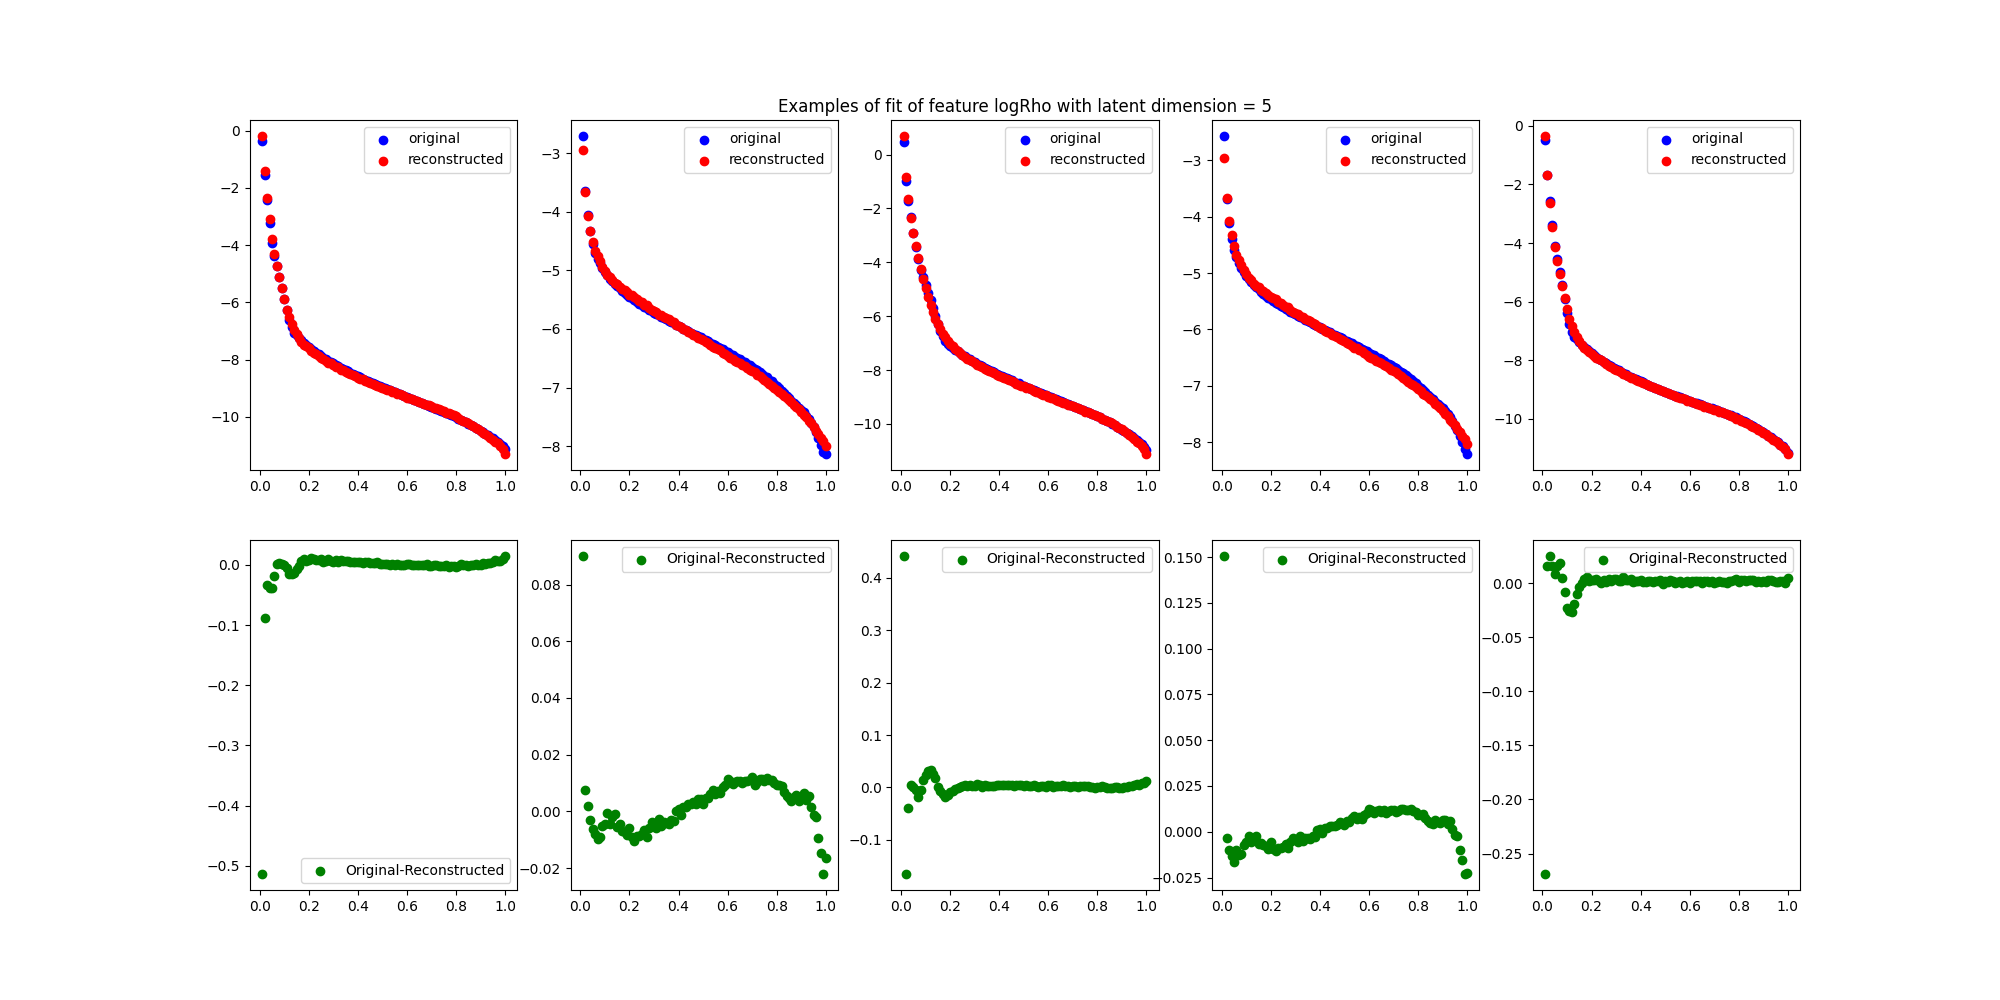 Examples of fit of feature logRho with latent dimension = 5
original
reconstructed
0
−2
−4
−6
−8
−10
0.0 0.2 0.4 0.6 0.8 1.0
original
reconstructed
−3
−4
−5
−6
−7
−8
0.0 0.2 0.4 0.6 0.8 1.0
original
reconstructed
0
−2
−4
−6
−8
−10
0.0 0.2 0.4 0.6 0.8 1.0
original
reconstructed
−3
−4
−5
−6
−7
−8
0.0 0.2 0.4 0.6 0.8 1.0
original
reconstructed
0
−2
−4
−6
−8
−10
0.0 0.2 0.4 0.6 0.8 1.0
0.0
−0.1
−0.2
−0.3
−0.4
−0.5
Original-Reconstructed
0.0 0.2 0.4 0.6 0.8 1.0
Original-Reconstructed
0.08
0.06
0.04
0.02
0.00
−0.02
0.0 0.2 0.4 0.6 0.8 1.0
Original-Reconstructed
0.4
0.3
0.2
0.1
0.0
−0.1
0.0 0.2 0.4 0.6 0.8 1.0
Original-Reconstructed
0.150
0.125
0.100
0.075
0.050
0.025
0.000
−0.025
0.0 0.2 0.4 0.6 0.8 1.0
Original-Reconstructed
0.00
−0.05
−0.10
−0.15
−0.20
−0.25
0.0 0.2 0.4 0.6 0.8 1.0